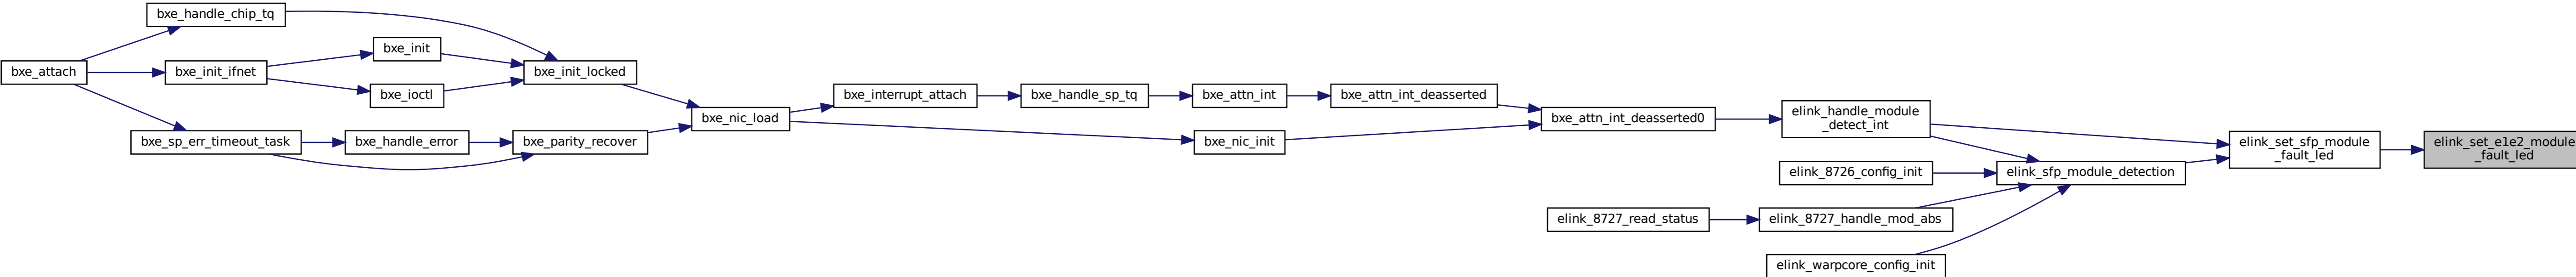 bxe_handle_chip_tq
bxe_init
bxe_attach
bxe_init_ifnet
bxe_init_locked
bxe_ioctl
bxe_interrupt_attach
bxe_handle_sp_tq
bxe_attn_int
bxe_attn_int_deasserted
bxe_nic_load
bxe_attn_int_deasserted0
elink_handle_module
_detect_int
bxe_sp_err_timeout_task
bxe_handle_error
bxe_parity_recover
bxe_nic_init
elink_set_sfp_module
_fault_led
elink_set_e1e2_module
_fault_led
elink_8726_config_init
elink_sfp_module_detection
elink_8727_read_status
elink_8727_handle_mod_abs
elink_warpcore_config_init